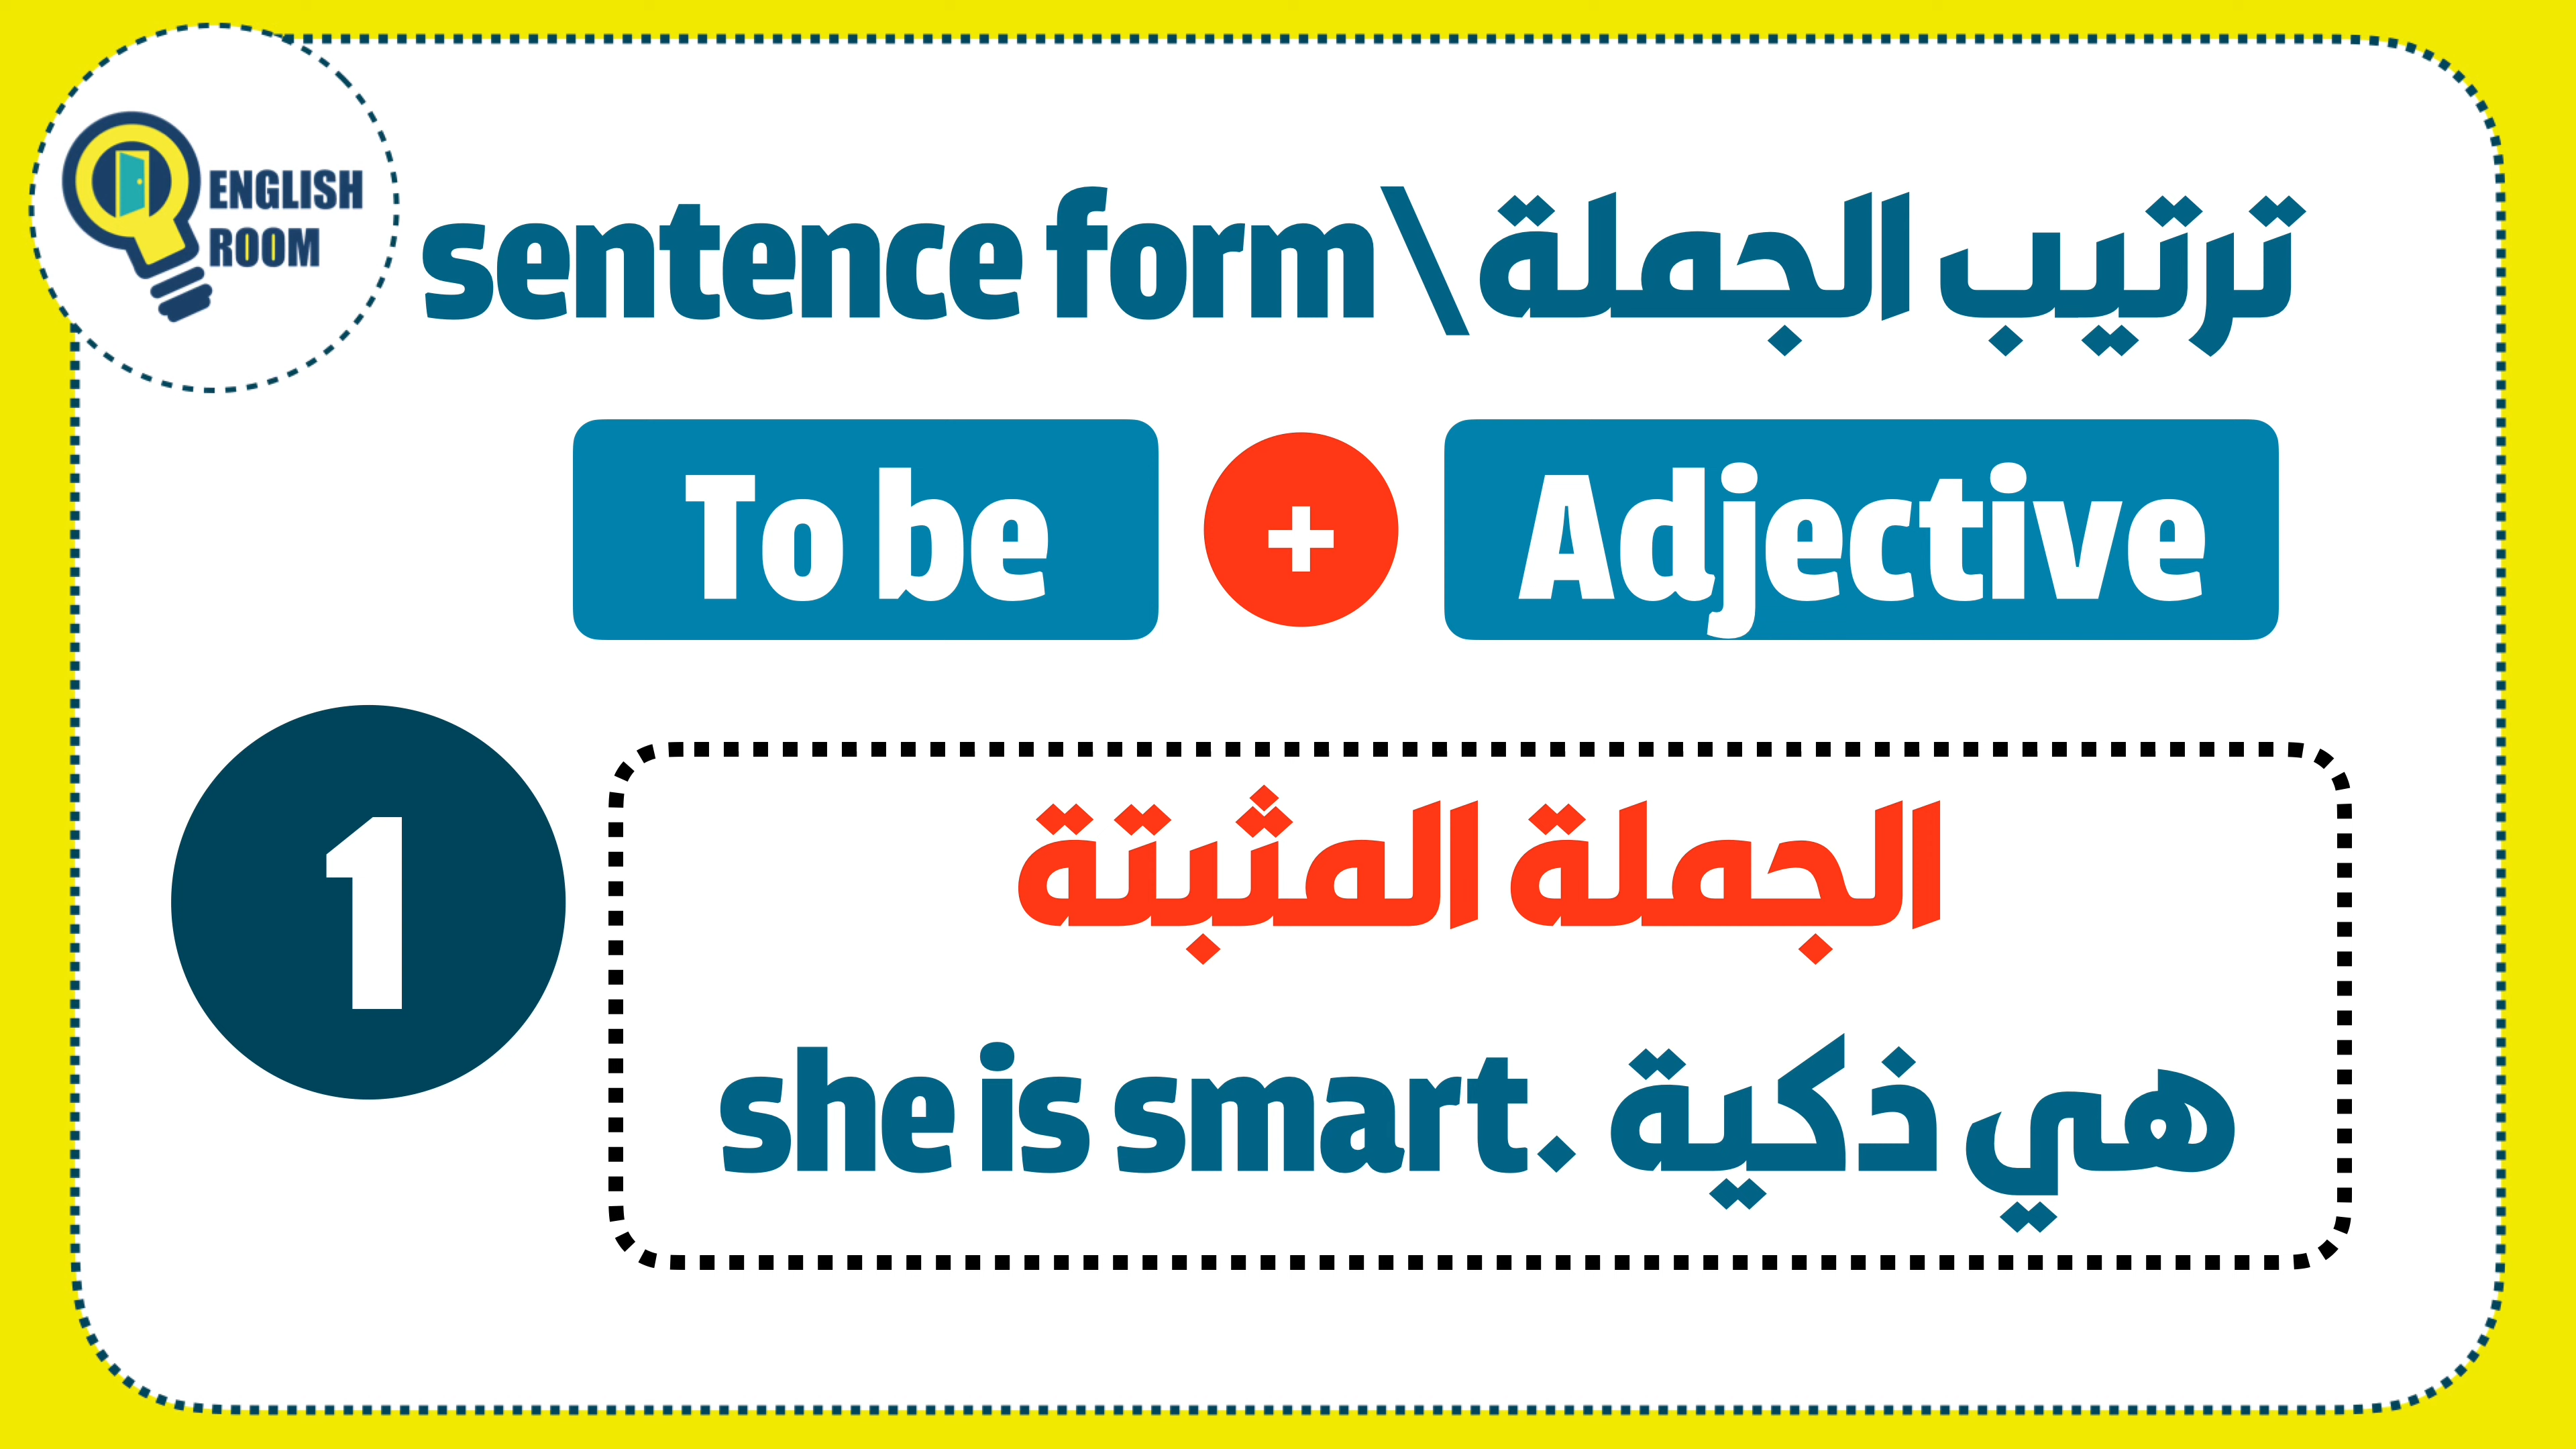 ENGLISH
ROOM
ترتيب الجملة\sentence form
To be + Adjective
1
الجملة المثبتة
she is smart. هي ذكية